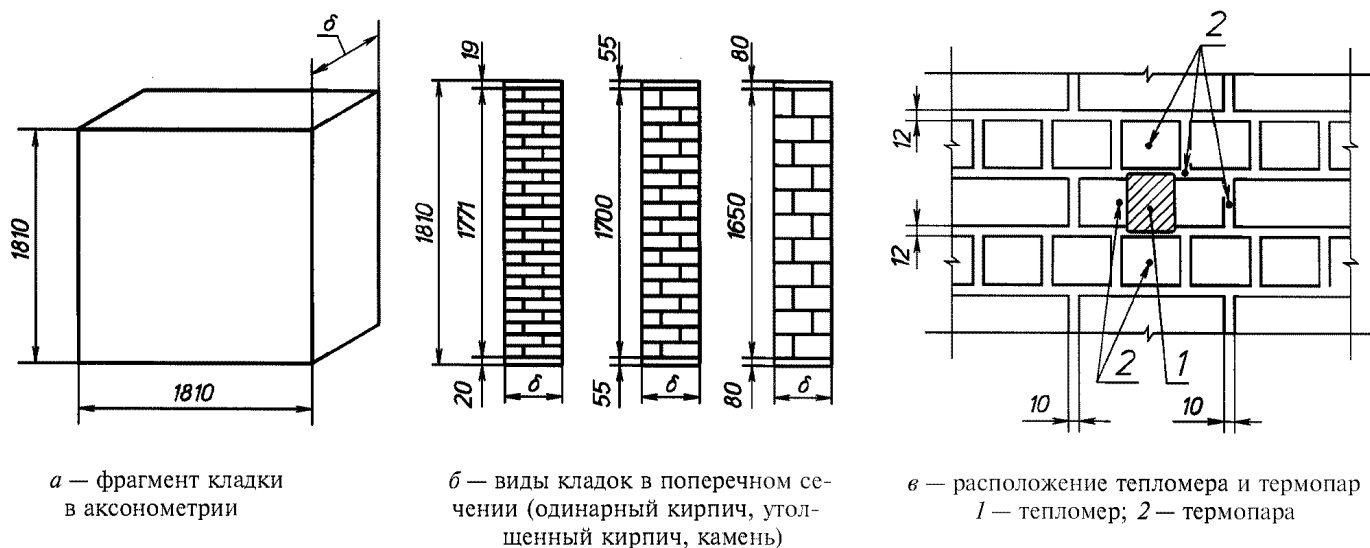 δ
1810
1810
19
1810
1771
20
δ
55
1700
55
δ
80
1650
80
δ
2
12
12
2
1
10
10
а — фрагмент кладки
в аксонометрии
б — виды кладок в поперечном се-
чении (одинарный кирпич, утол-
щенный кирпич, камень)
в — расположение тепломера и термопар
1 — тепломер; 2 — термопара